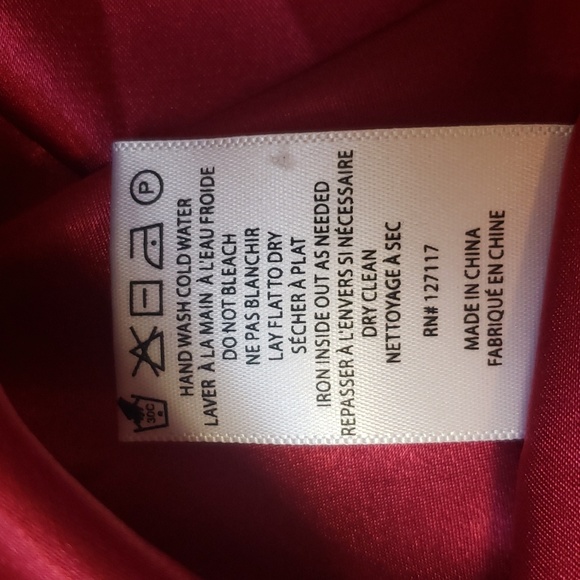 30C P
HAND WASH COLD WATER
LAVER À LA MAIN À L'EAU FROIDE
DO NOT BLEACH
NE PAS BLANCHIR
LAY FLAT TO DRY
SÉCHER À PLAT
IRON INSIDE OUT AS NEEDED
REPASSER À L'ENVERS SI NÉCESSAIRE
DRY CLEAN
NETTOYAGE À SEC
RN# 127117
MADE IN CHINA
FABRIQUÉ EN CHINE